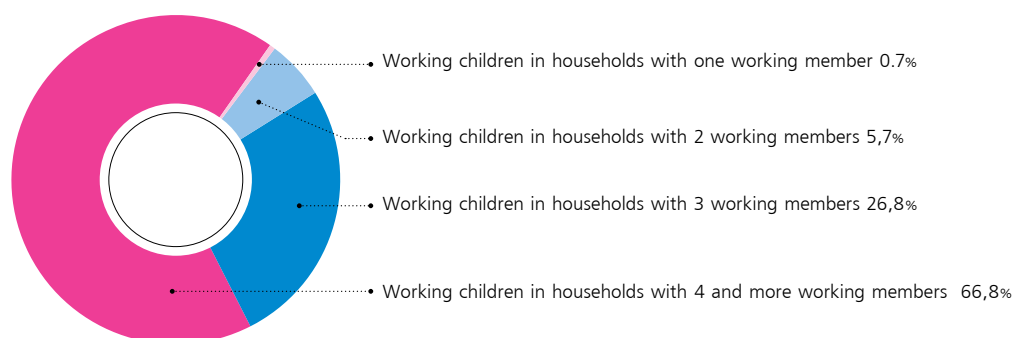 Working children in households with one working member 0.7%
Working children in households with 2 working members 5,7%
Working children in households with 3 working members 26,8%
Working children in households with 4 and more working members 66,8%